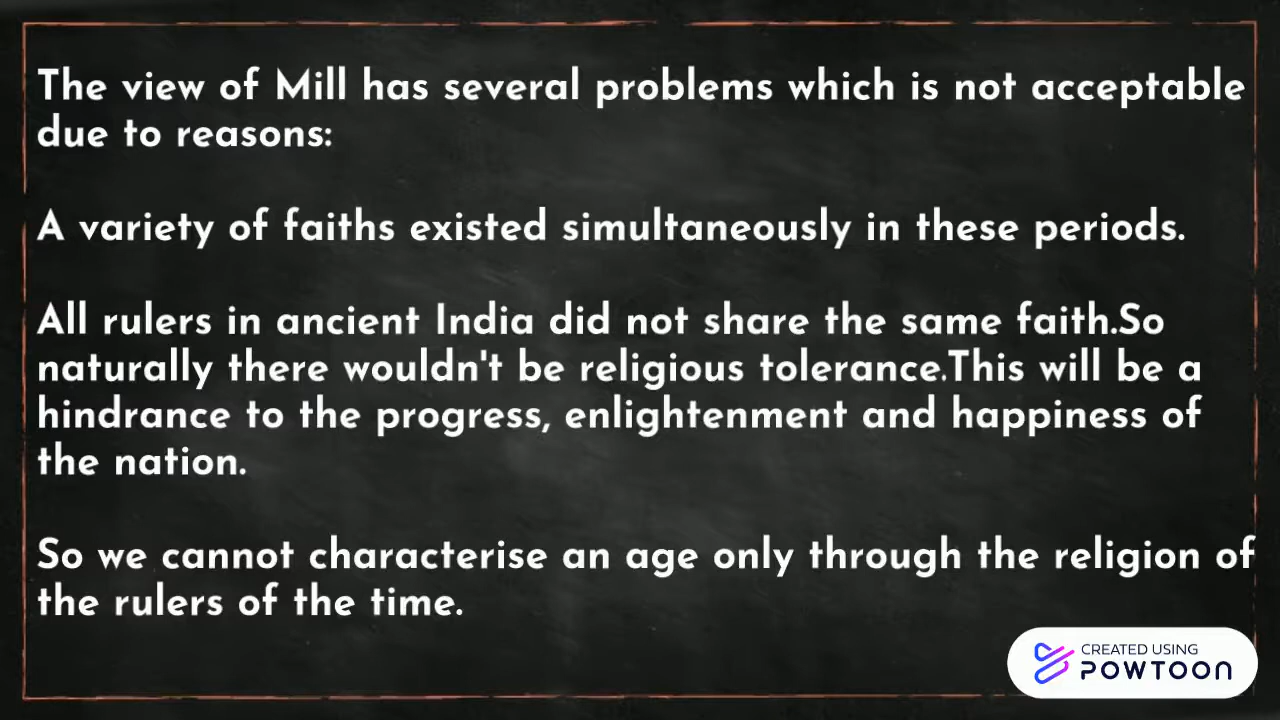 The view of Mill has several problems which is not acceptable
due to reasons:
A variety of faiths existed simultaneously in these periods.
All rulers in ancient India did not share the same faith.So
naturally there wouldn't be religious tolerance.This will be a
hindrance to the progress, enlightenment and happiness of
the nation.
So we cannot characterise an age only through the religion of
the rulers of the time.
CREATED USING
POWTOON